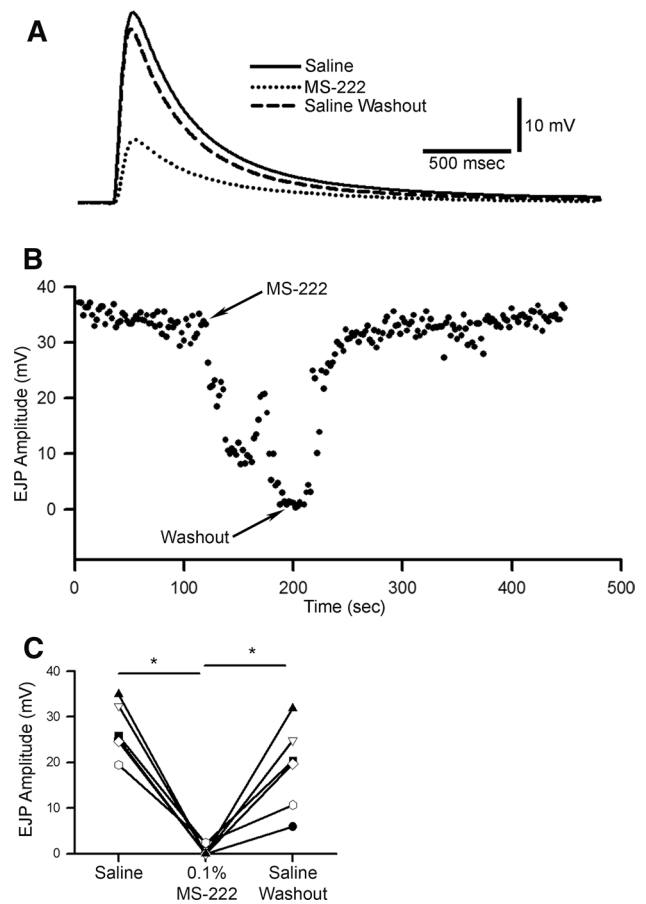 A
Saline
MS-222
Saline Washout
10 mV
500 msec
B
EJP Amplitude (mV)
40
30
20
10
0
MS-222
Washout
0
100
200
300
400
500
Time (sec)
C
EJP Amplitude (mV)
40
30
20
10
0
*
*
Saline
0.1%
MS-222
Saline
Washout